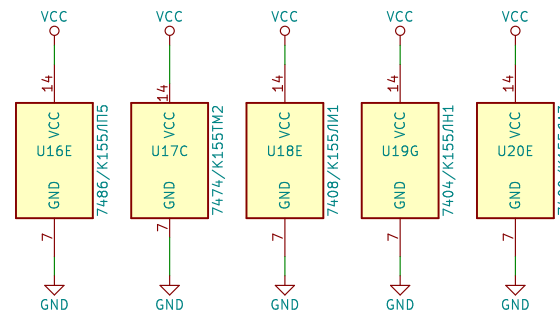 VCC VCC VCC VCC VCC
14 14 14 14 14
VCC VCC VCC VCC VCC
U16E 7486/К155ЛП5 U17C 7474/К155ТМ2 U18E 7408/К155ЛИ1 U19G 7404/К155ЛН1 U20E
GND GND GND GND GND
7 7 7 7 7
GND GND GND GND GND